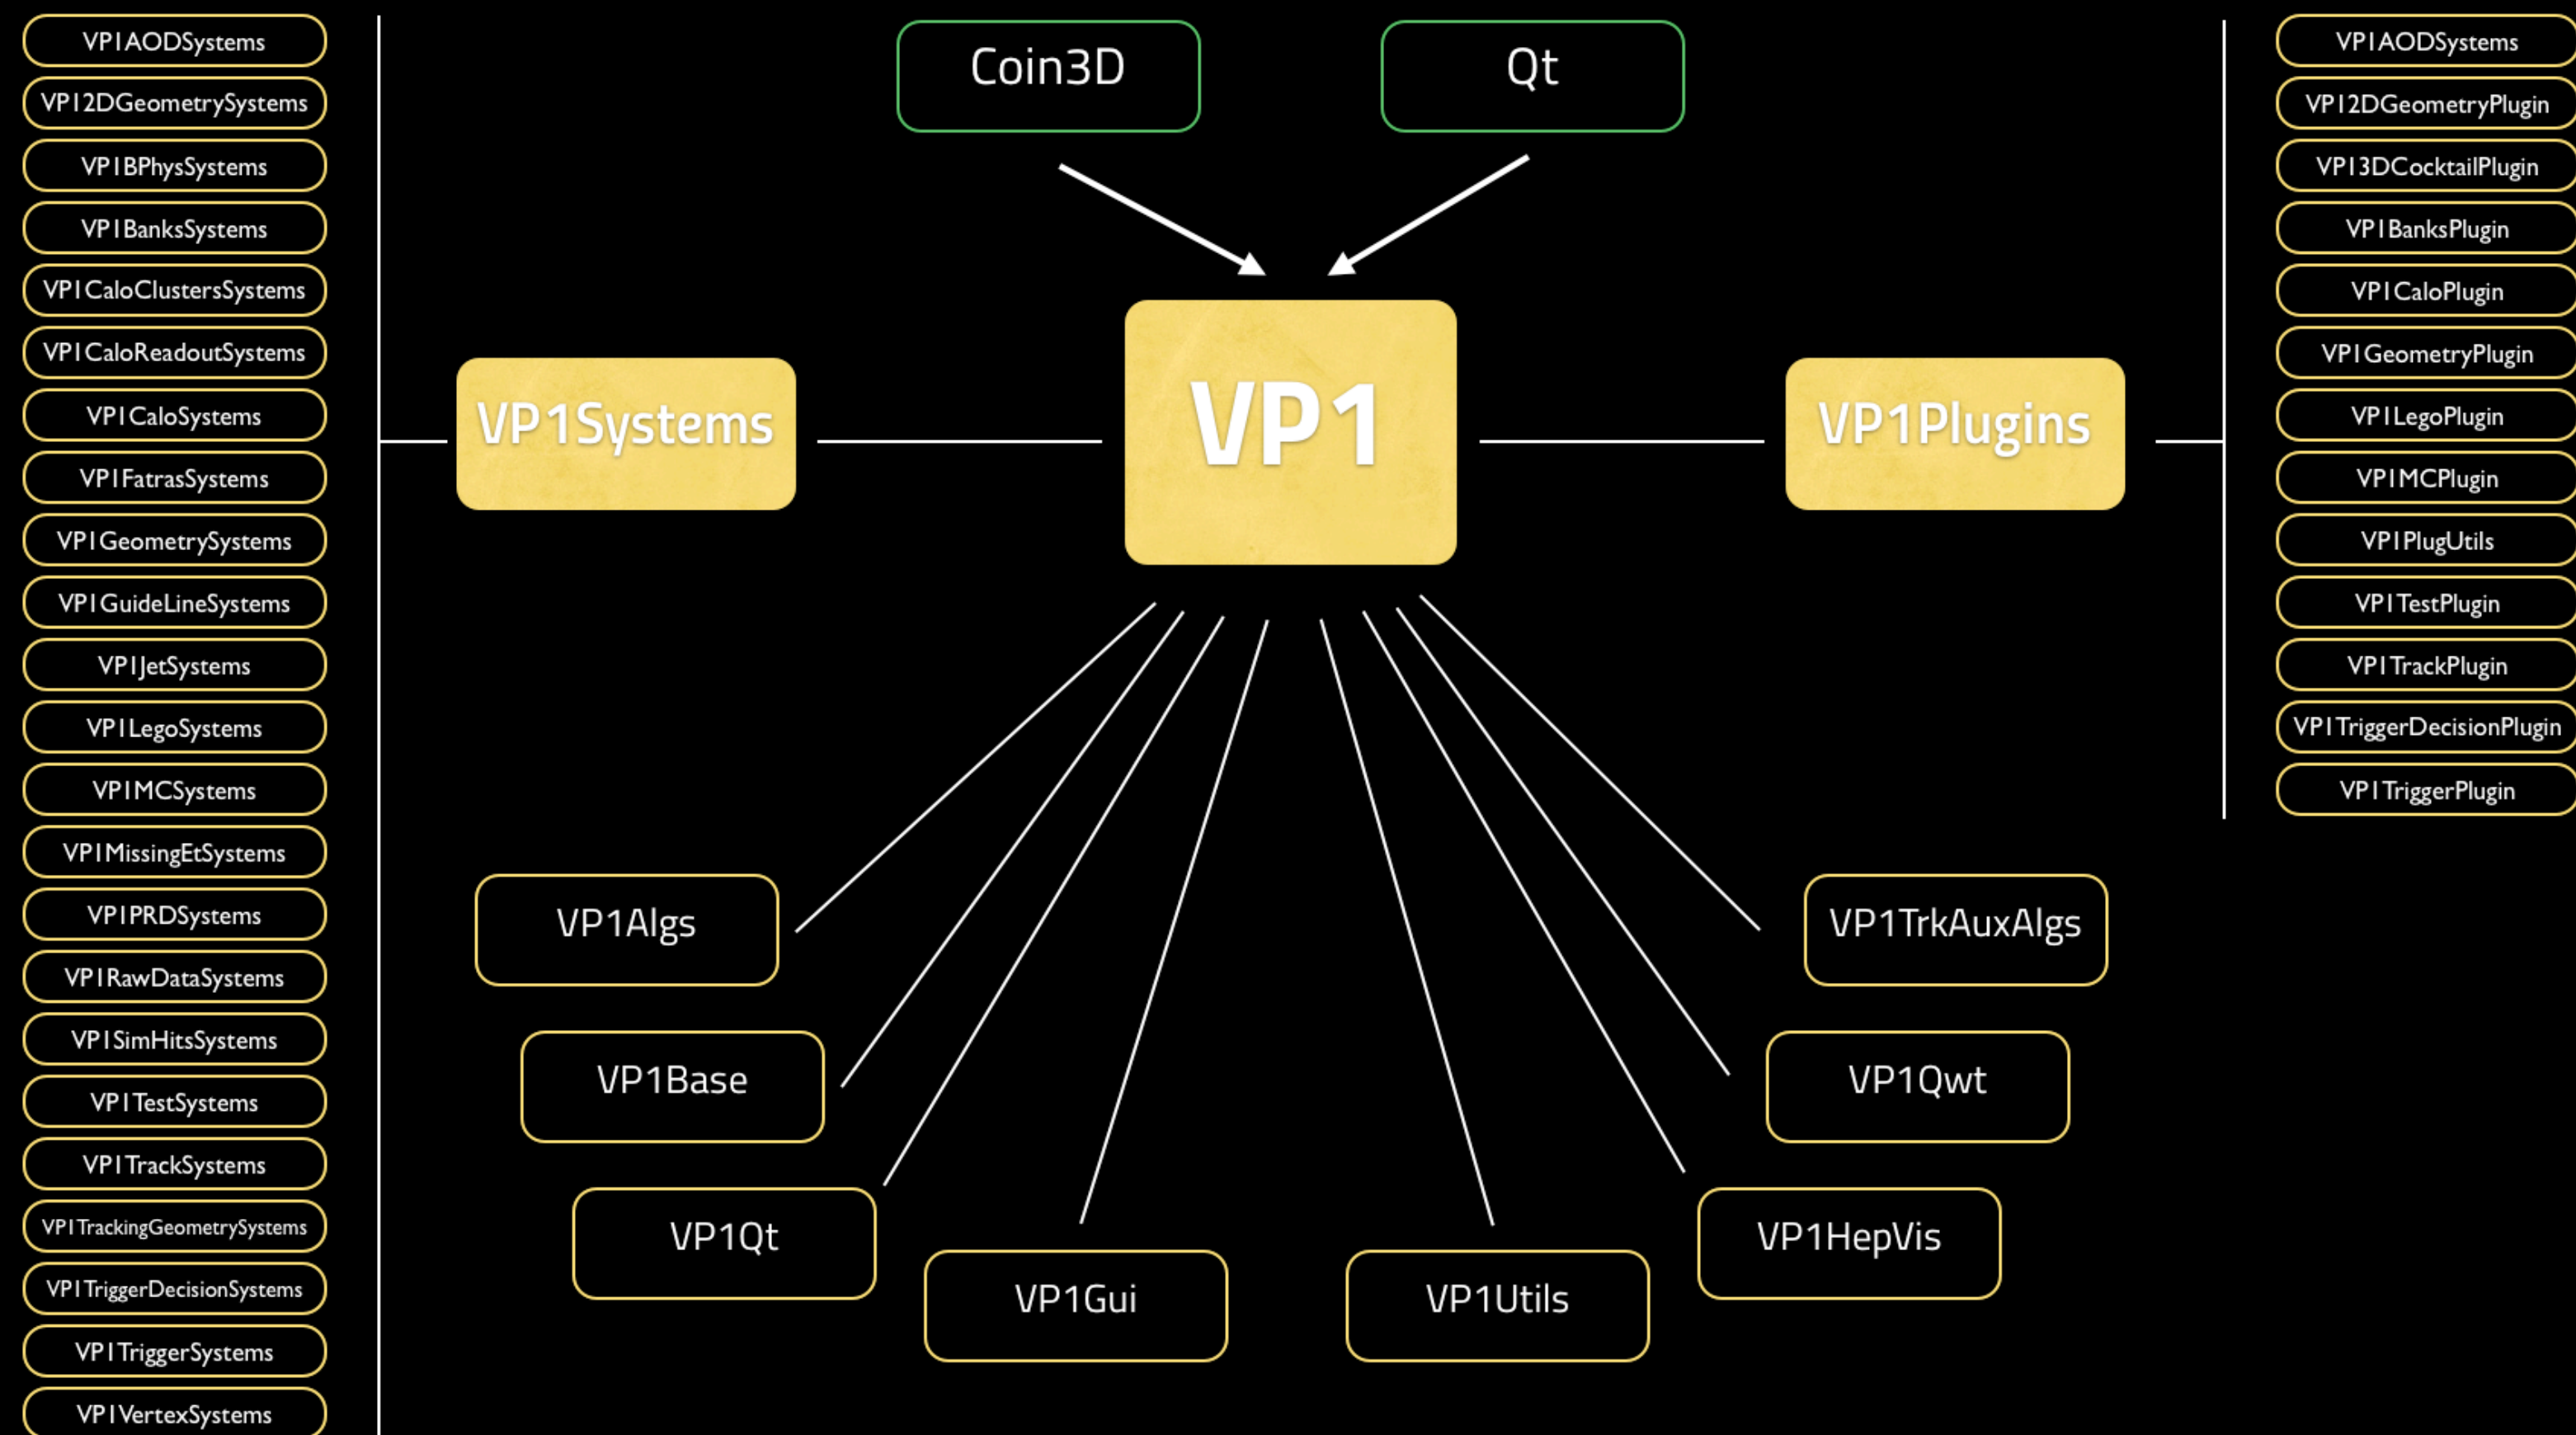 VP1AODSystems
VP12DGeometrySystems
VP1BPhysSystems
VP1BanksSystems
VP1CaloClustersSystems
VP1CaloReadoutSystems
VP1CaloSystems
VP1FatrasSystems
VP1GeometrySystems
VP1GuideLineSystems
VP1JetSystems
VP1LegoSystems
VP1MCSystems
VP1MissingEtSystems
VP1PRDSystems
VP1RawDataSystems
VP1SimHitsSystems
VP1TestSystems
VP1TrackSystems
VP1TrackingGeometrySystems
VP1TriggerDecisionSystems
VP1TriggerSystems
VP1VertexSystems
Coin3D
Qt
VP1Systems
VP1
VP1Plugins
VP1Algs
VP1Base
VP1Qt
VP1Gui
VP1Utils
VP1HepVis
VP1Qwt
VP1TrkAuxAlgs
VP1AODSystems
VP12DGeometryPlugin
VP13DCocktailPlugin
VP1BanksPlugin
VP1CaloPlugin
VP1GeometryPlugin
VP1LegoPlugin
VP1MCPlugin
VP1PlugUtils
VP1TestPlugin
VP1TrackPlugin
VP1TriggerDecisionPlugin
VP1TriggerPlugin